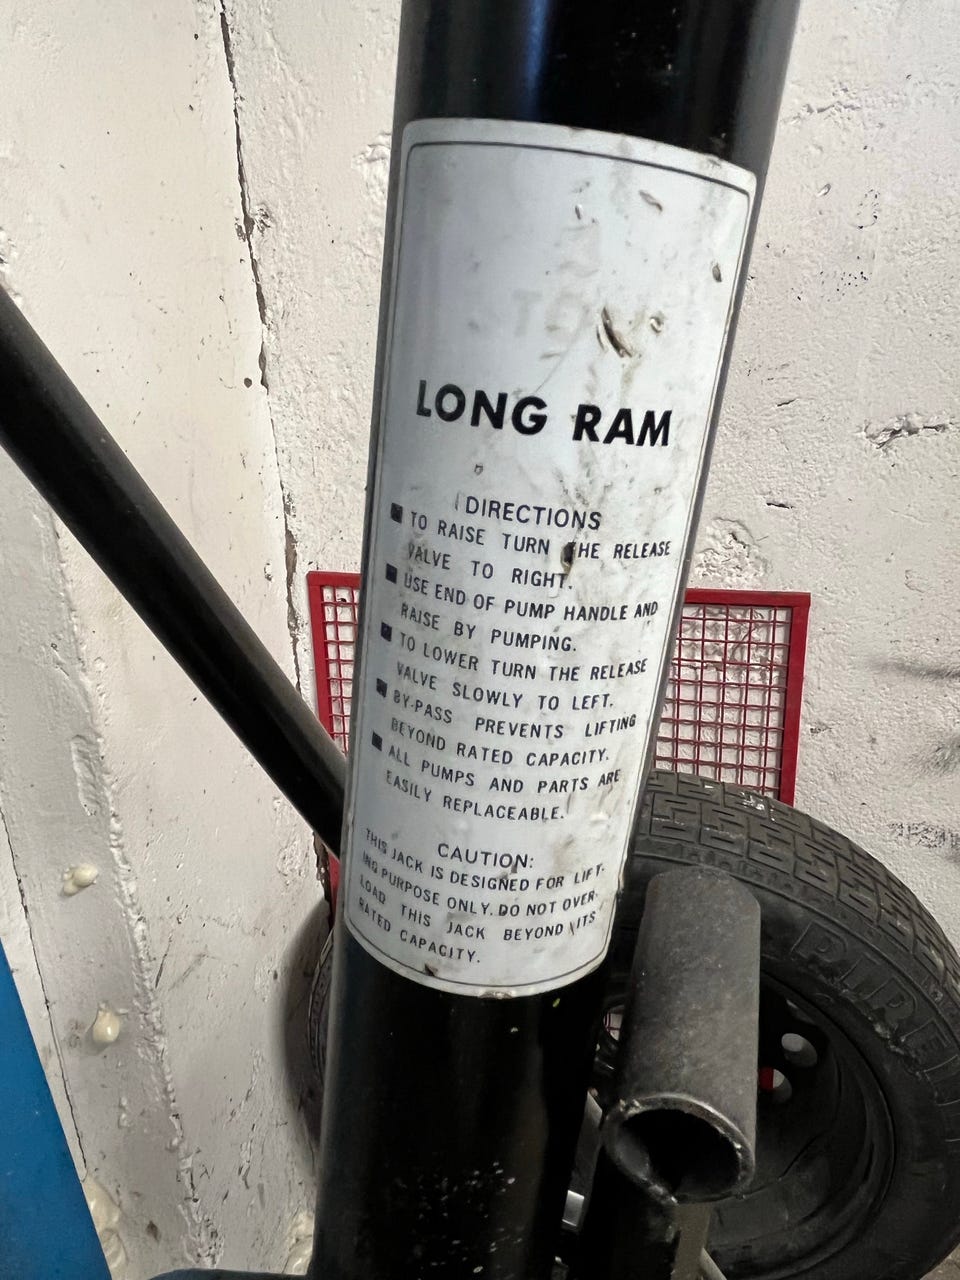 LONG RAM
DIRECTIONS
■ TO RAISE TURN THE RELEASE
VALVE TO RIGHT.
■ USE END OF PUMP HANDLE AND
RAISE BY PUMPING.
■ TO LOWER TURN THE RELEASE
VALVE SLOWLY TO LEFT.
■ BY-PASS PREVENTS LIFTING
BEYOND RATED CAPACITY.
■ ALL PUMPS AND PARTS ARE
EASILY REPLACEABLE.
CAUTION:
THIS JACK IS DESIGNED FOR LIFT-
ING PURPOSE ONLY. DO NOT OVER-
LOAD THIS JACK BEYOND ITS
RATED CAPACITY.
PIRE